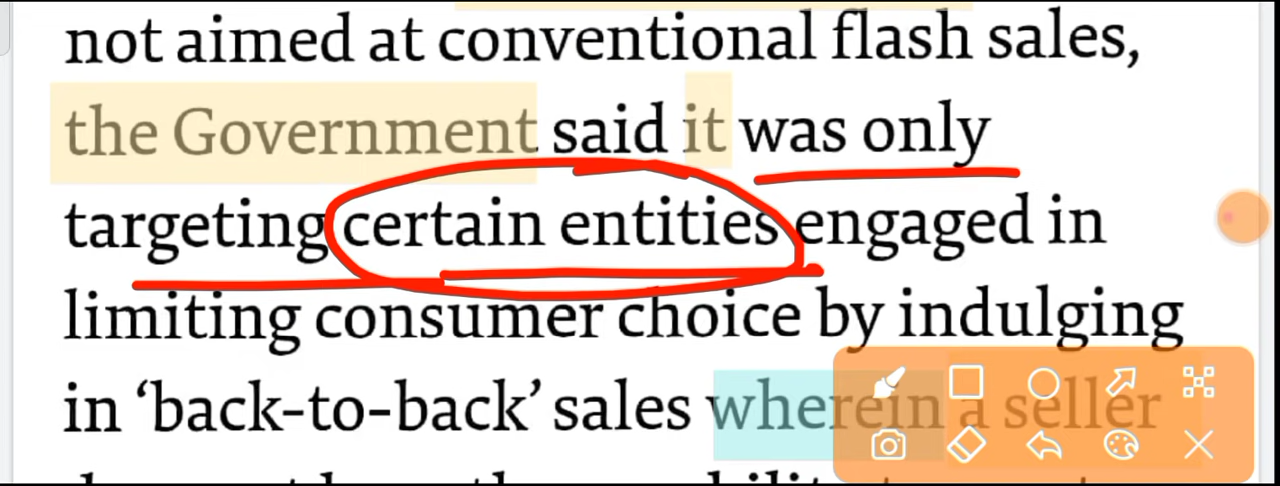 not aimed at conventional flash sales,
the Government said it was only
targeting certain entities engaged in
limiting consumer choice by indulging
in ‘back-to-back’ sales wherein a seller